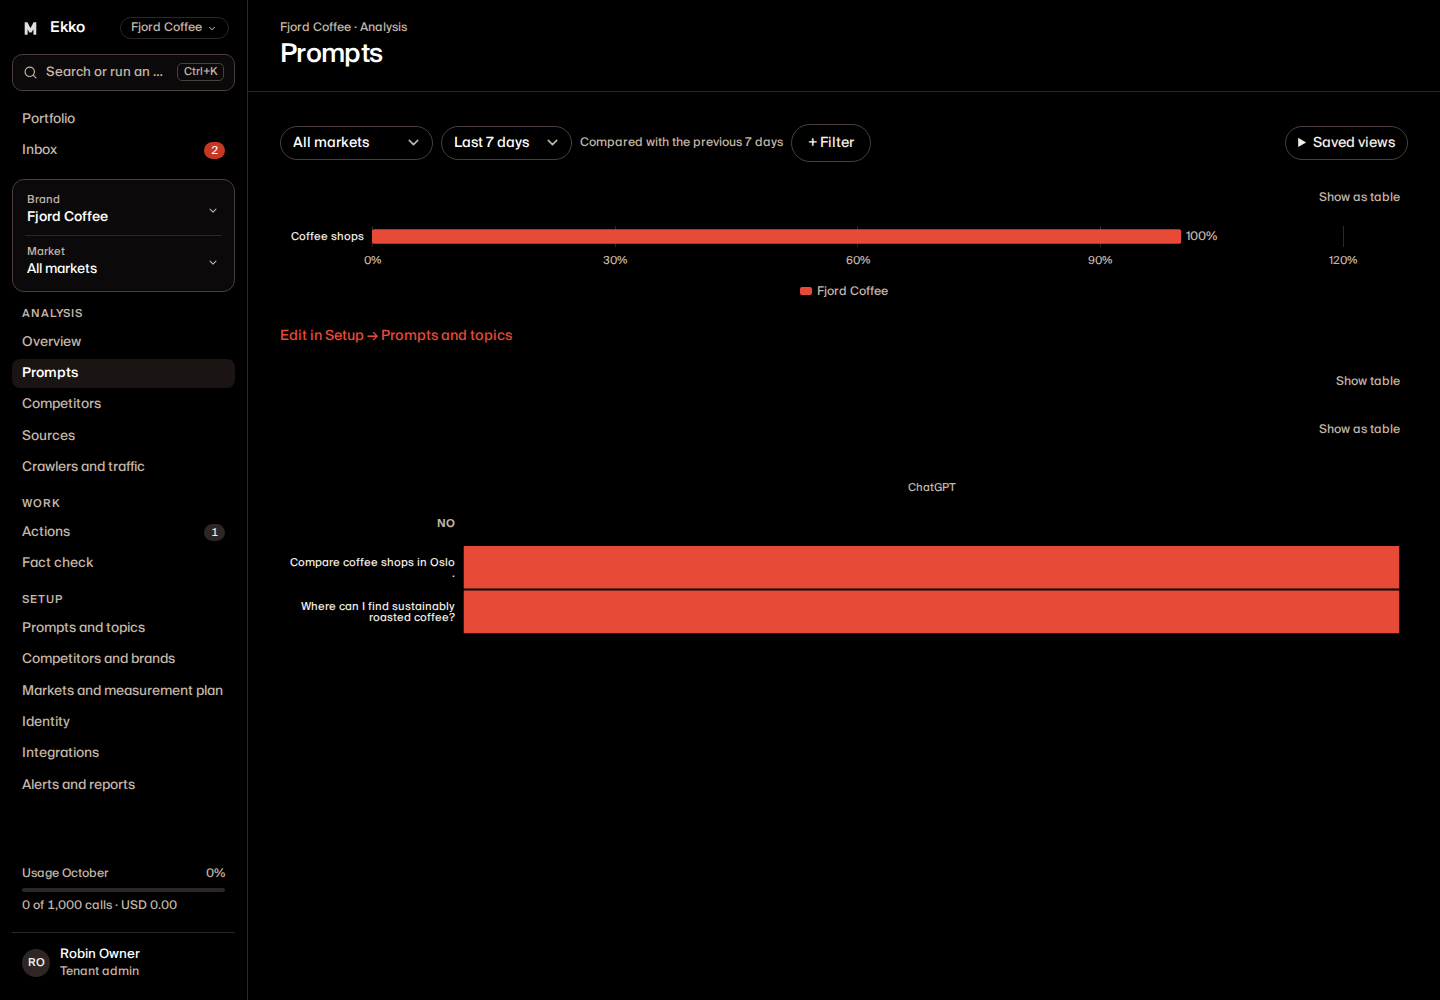 Ekko
Fjord Coffee
Search or run an ...
Ctrl+K
Portfolio
Inbox
2
Brand
Fjord Coffee
Market
All markets
ANALYSIS
Overview
Prompts
Competitors
Sources
Crawlers and traffic
WORK
Actions
1
Fact check
SETUP
Prompts and topics
Competitors and brands
Markets and measurement plan
Identity
Integrations
Alerts and reports
Usage October
0%
0 of 1,000 calls · USD 0.00
RO
Robin Owner
Tenant admin
Fjord Coffee · Analysis
Prompts
All markets
Last 7 days
Compared with the previous 7 days
+ Filter
Saved views
Show as table
Coffee shops
100%
0%
30%
60%
90%
120%
Fjord Coffee
Edit in Setup → Prompts and topics
Show table
Show as table
ChatGPT
NO
Compare coffee shops in Oslo
.
Where can I find sustainably
roasted coffee?